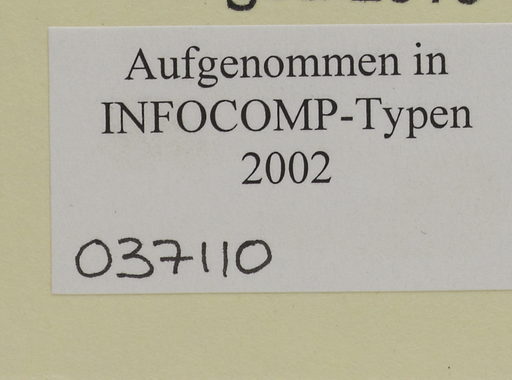 Aufgenommen in
INFOCOMP-Typen
2002
037110